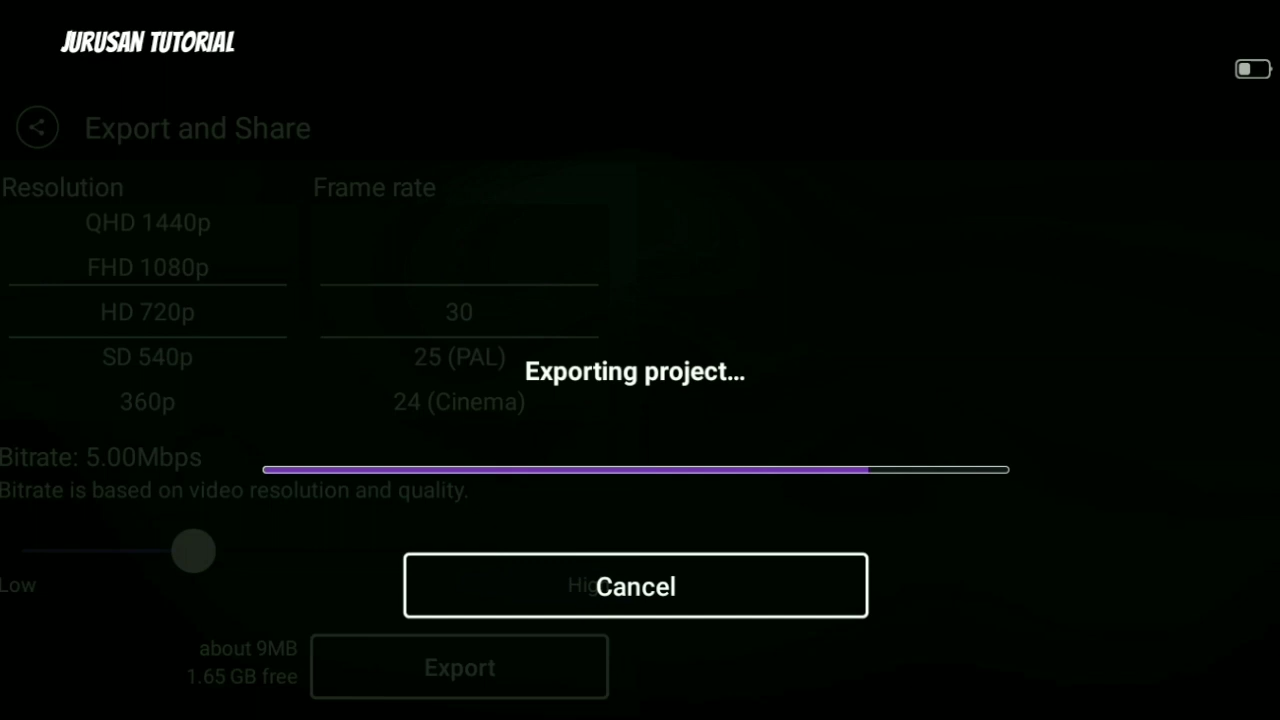 JURUSAN TUTORIAL
Export and Share
Resolution
Frame rate
QHD 1440p
FHD 1080p
HD 720p
30
SD 540p
25 (PAL)
Exporting project...
360p
24 (Cinema)
Bitrate: 5.00Mbps
Bitrate is based on video resolution and quality.
Low
Cancel
about 9MB
1.65 GB free
Export